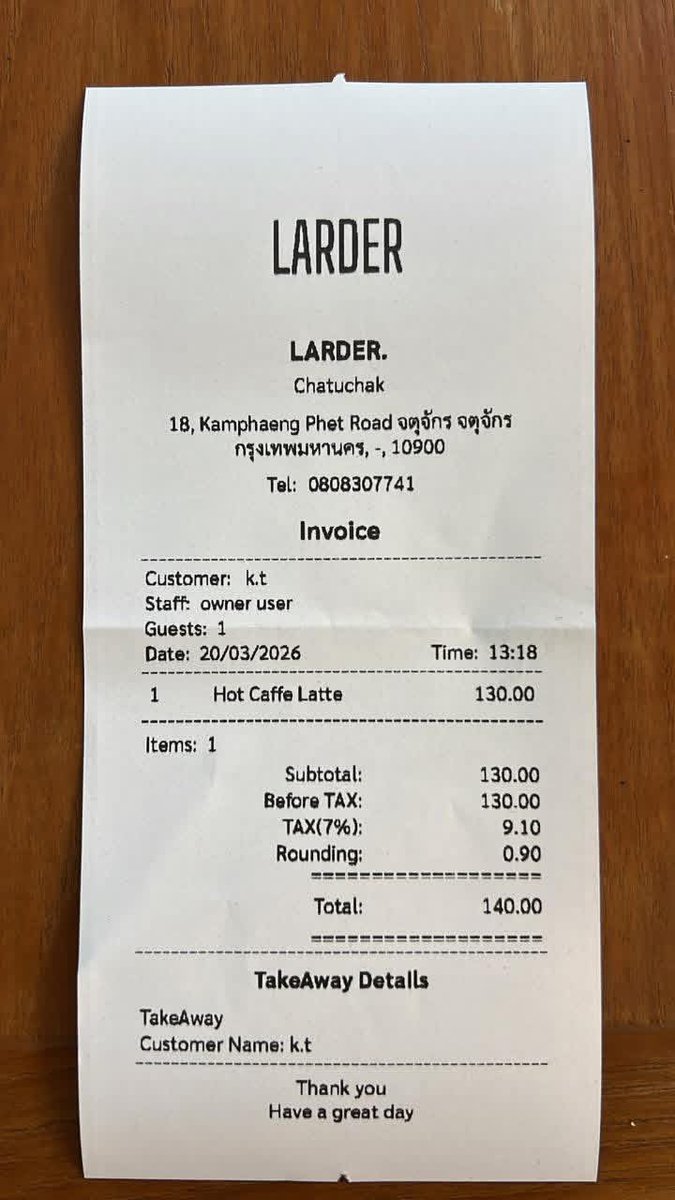 LARDER
LARDER.
Chatuchak
18, Kamphaeng Phet Road จตุจักร จตุจักร
กรุงเทพมหานคร, -, 10900
Tel: 0808307741
Invoice
Customer: k.t
Staff: owner user
Guests: 1
Date: 20/03/2026 Time: 13:18
1 Hot Caffe Latte 130.00
Items: 1
Subtotal: 130.00
Before TAX: 130.00
TAX(7%): 9.10
Rounding: 0.90
Total: 140.00
TakeAway Details
TakeAway
Customer Name: k.t
Thank you
Have a great day